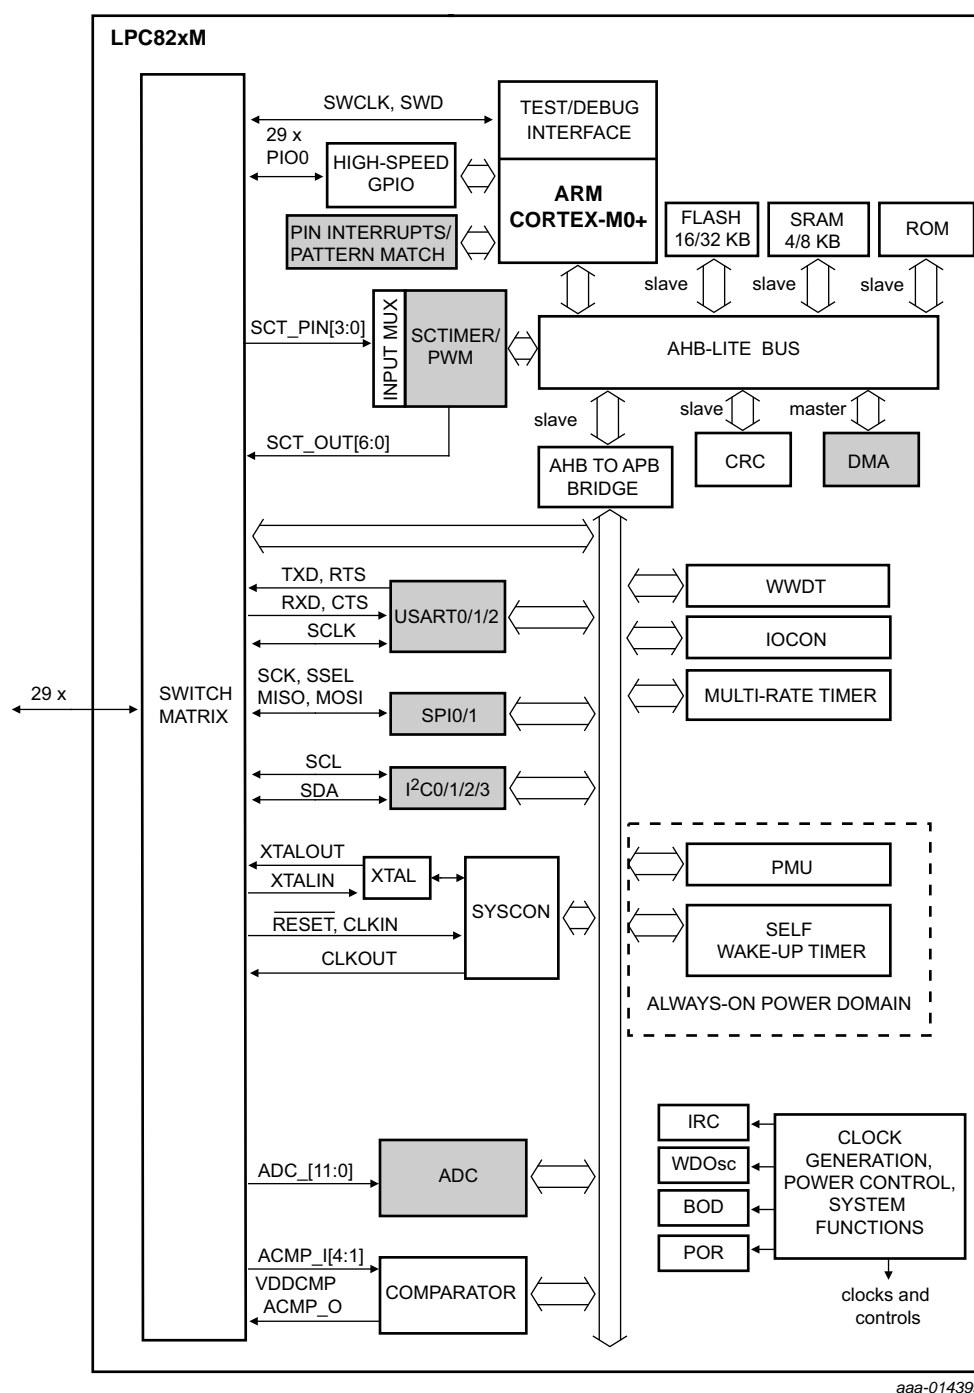 LPC82xM
SWCLK, SWD
TEST/DEBUG
INTERFACE
29 x
PIO0
HIGH-SPEED
GPIO
ARM
CORTEX-M0+
PIN INTERRUPTS/
PATTERN MATCH
FLASH
16/32 KB
SRAM
4/8 KB
ROM
slave
slave
slave
SCT_PIN[3:0]
INPUT MUX
SCTIMER/
PWM
AHB-LITE BUS
slave
slave
master
SCT_OUT[6:0]
AHB TO APB
BRIDGE
CRC
DMA
TXD, RTS
RXD, CTS
SCLK
USART0/1/2
WWDT
IOCON
MULTI-RATE TIMER
29 x
SWITCH
MATRIX
SCK, SSEL
MISO, MOSI
SPI0/1
SCL
SDA
I2C0/1/2/3
XTALOUT
XTALIN
XTAL
SYSCON
RESET, CLKIN
CLKOUT
PMU
SELF
WAKE-UP TIMER
ALWAYS-ON POWER DOMAIN
ADC_[11:0]
ADC
IRC
WDOsc
BOD
POR
CLOCK
GENERATION,
POWER CONTROL,
SYSTEM
FUNCTIONS
ACMP_I[4:1]
VDDCMP
ACMP_O
COMPARATOR
clocks and
controls
aaa-01439